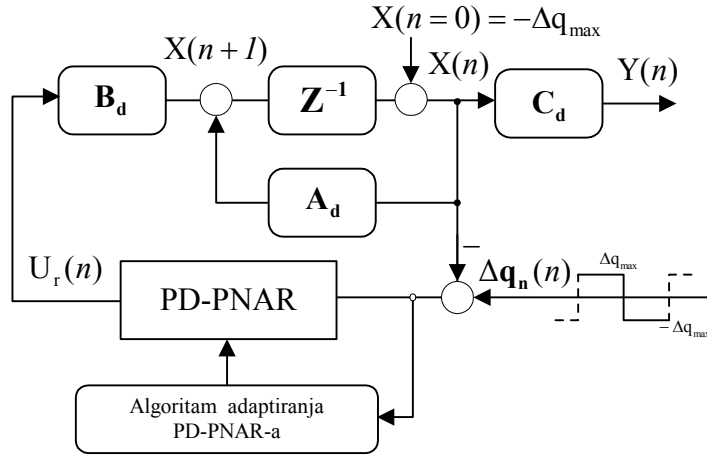 X(n=0)=−Δq_max
X(n+1)
X(n)
Y(n)
B_d
Z⁻¹
C_d
A_d
−
U_r(n)
PD-PNAR
Δq_n(n)
Δq_max
−Δq_max
Algoritam adaptiranja
PD-PNAR-a